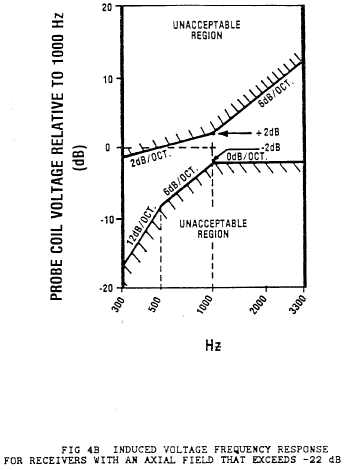 UNACCEPTABLE
REGION
PROBE COIL VOLTAGE RELATIVE TO 1000 Hz
(dB)
20
10
0
-10
-20
6dB/OCT.
+2dB
2dB/OCT.
-2dB
0dB/OCT.
6dB/OCT.
12dB/OCT.
UNACCEPTABLE
REGION
300
500
1000
2000
3300
Hz
FIG 4B INDUCED VOLTAGE FREQUENCY RESPONSE
FOR RECEIVERS WITH AN AXIAL FIELD THAT EXCEEDS -22 dB